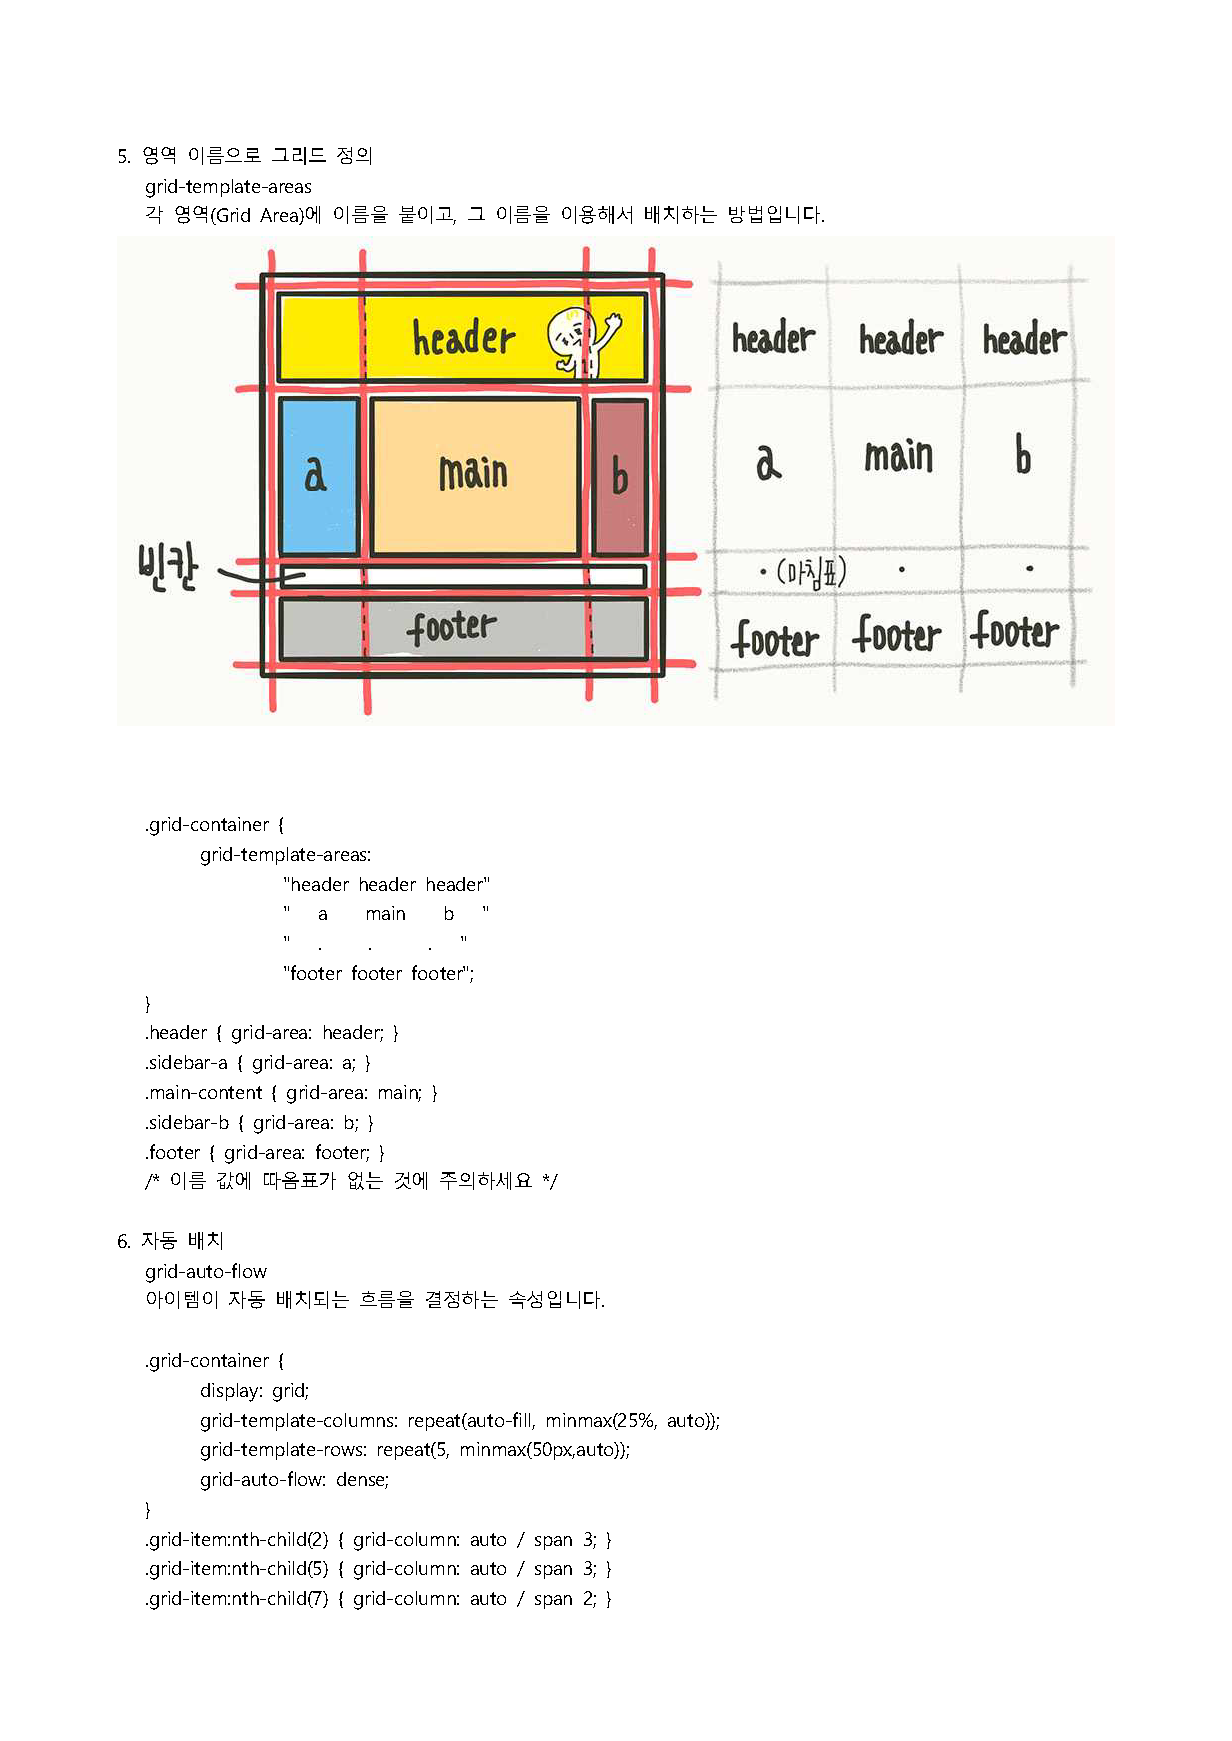 5. 영역 이름으로 그리드 정의
grid-template-areas
각 영역(Grid Area)에 이름을 붙이고, 그 이름을 이용해서 배치하는 방법입니다.
header
header header header
a main b
a main b
빈칸
·(마침표) · ·
footer
footer footer footer
.grid-container {
grid-template-areas:
"header header header"
" a main b "
" . . . "
"footer footer footer";
}
.header { grid-area: header; }
.sidebar-a { grid-area: a; }
.main-content { grid-area: main; }
.sidebar-b { grid-area: b; }
.footer { grid-area: footer; }
/* 이름 값에 따옴표가 없는 것에 주의하세요 */
6. 자동 배치
grid-auto-flow
아이템이 자동 배치되는 흐름을 결정하는 속성입니다.
.grid-container {
display: grid;
grid-template-columns: repeat(auto-fill, minmax(25%, auto));
grid-template-rows: repeat(5, minmax(50px,auto));
grid-auto-flow: dense;
}
.grid-item:nth-child(2) { grid-column: auto / span 3; }
.grid-item:nth-child(5) { grid-column: auto / span 3; }
.grid-item:nth-child(7) { grid-column: auto / span 2; }